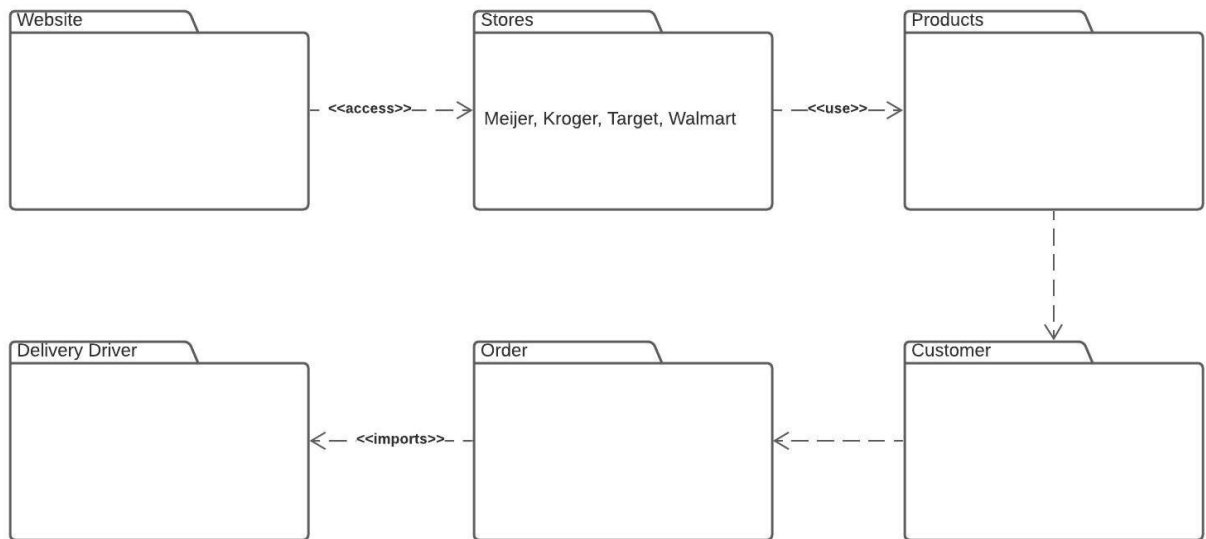 Website
Stores
Products
<<access>>
Meijer, Kroger, Target, Walmart
<<use>>
Delivery Driver
Order
Customer
<<imports>>